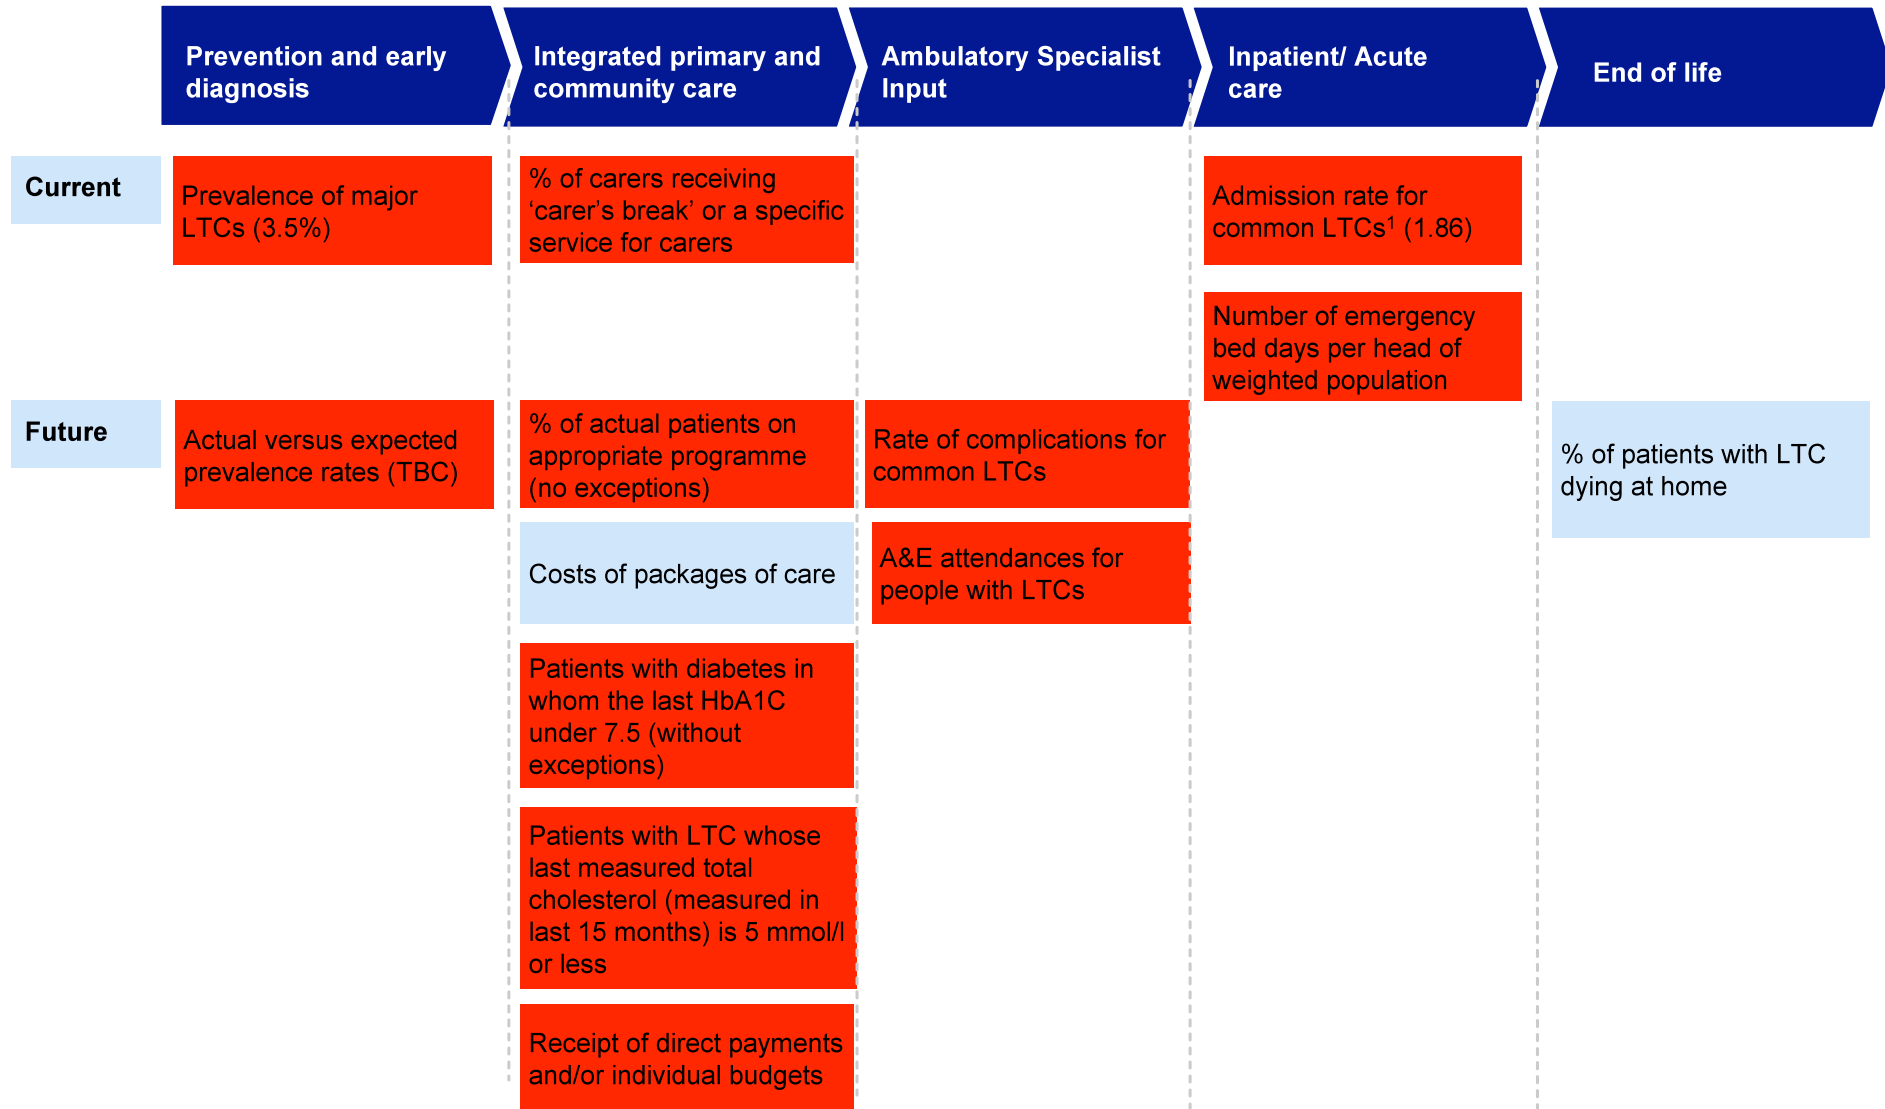 Prevention and early
diagnosis
Integrated primary and
community care
Ambulatory Specialist
Input
Inpatient/ Acute
care
End of life
Current
Prevalence of major
LTCs (3.5%)
% of carers receiving
‘carer’s break’ or a specific
service for carers
Admission rate for
common LTCs¹ (1.86)
Number of emergency
bed days per head of
weighted population
Future
Actual versus expected
prevalence rates (TBC)
% of actual patients on
appropriate programme
(no exceptions)
Costs of packages of care
Patients with diabetes in
whom the last HbA1C
under 7.5 (without
exceptions)
Patients with LTC whose
last measured total
cholesterol (measured in
last 15 months) is 5 mmol/l
or less
Receipt of direct payments
and/or individual budgets
Rate of complications for
common LTCs
A&E attendances for
people with LTCs
% of patients with LTC
dying at home